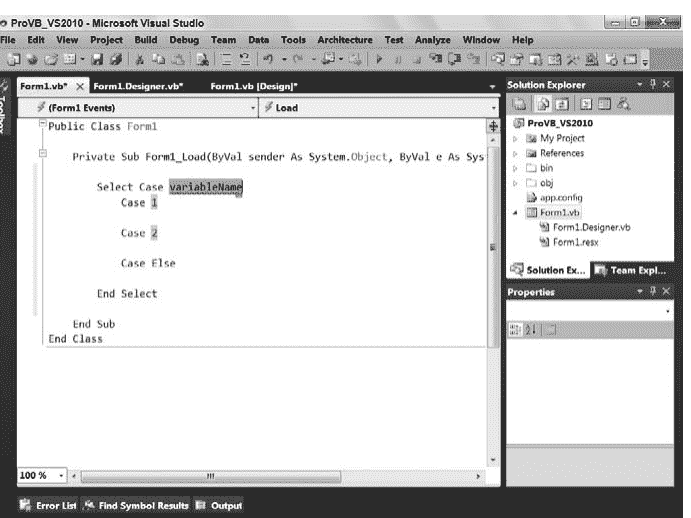 ProVB_VS2010 - Microsoft Visual Studio
File Edit View Project Build Debug Team Data Tools Architecture Test Analyze Window Help
Toolbox
Form1.vb* Form1.Designer.vb* Form1.vb [Design]*
(Form1 Events) Load
Public Class Form1
Private Sub Form1_Load(ByVal sender As System.Object, ByVal e As Sys
Select Case variableName
Case 1
Case 2
Case Else
End Select
End Sub
End Class
100 %
Error List Find Symbol Results Output
Solution Explorer
ProVB_VS2010
My Project
References
bin
obj
app.config
Form1.vb
Form1.Designer.vb
Form1.resx
Solution Ex... Team Expl...
Properties